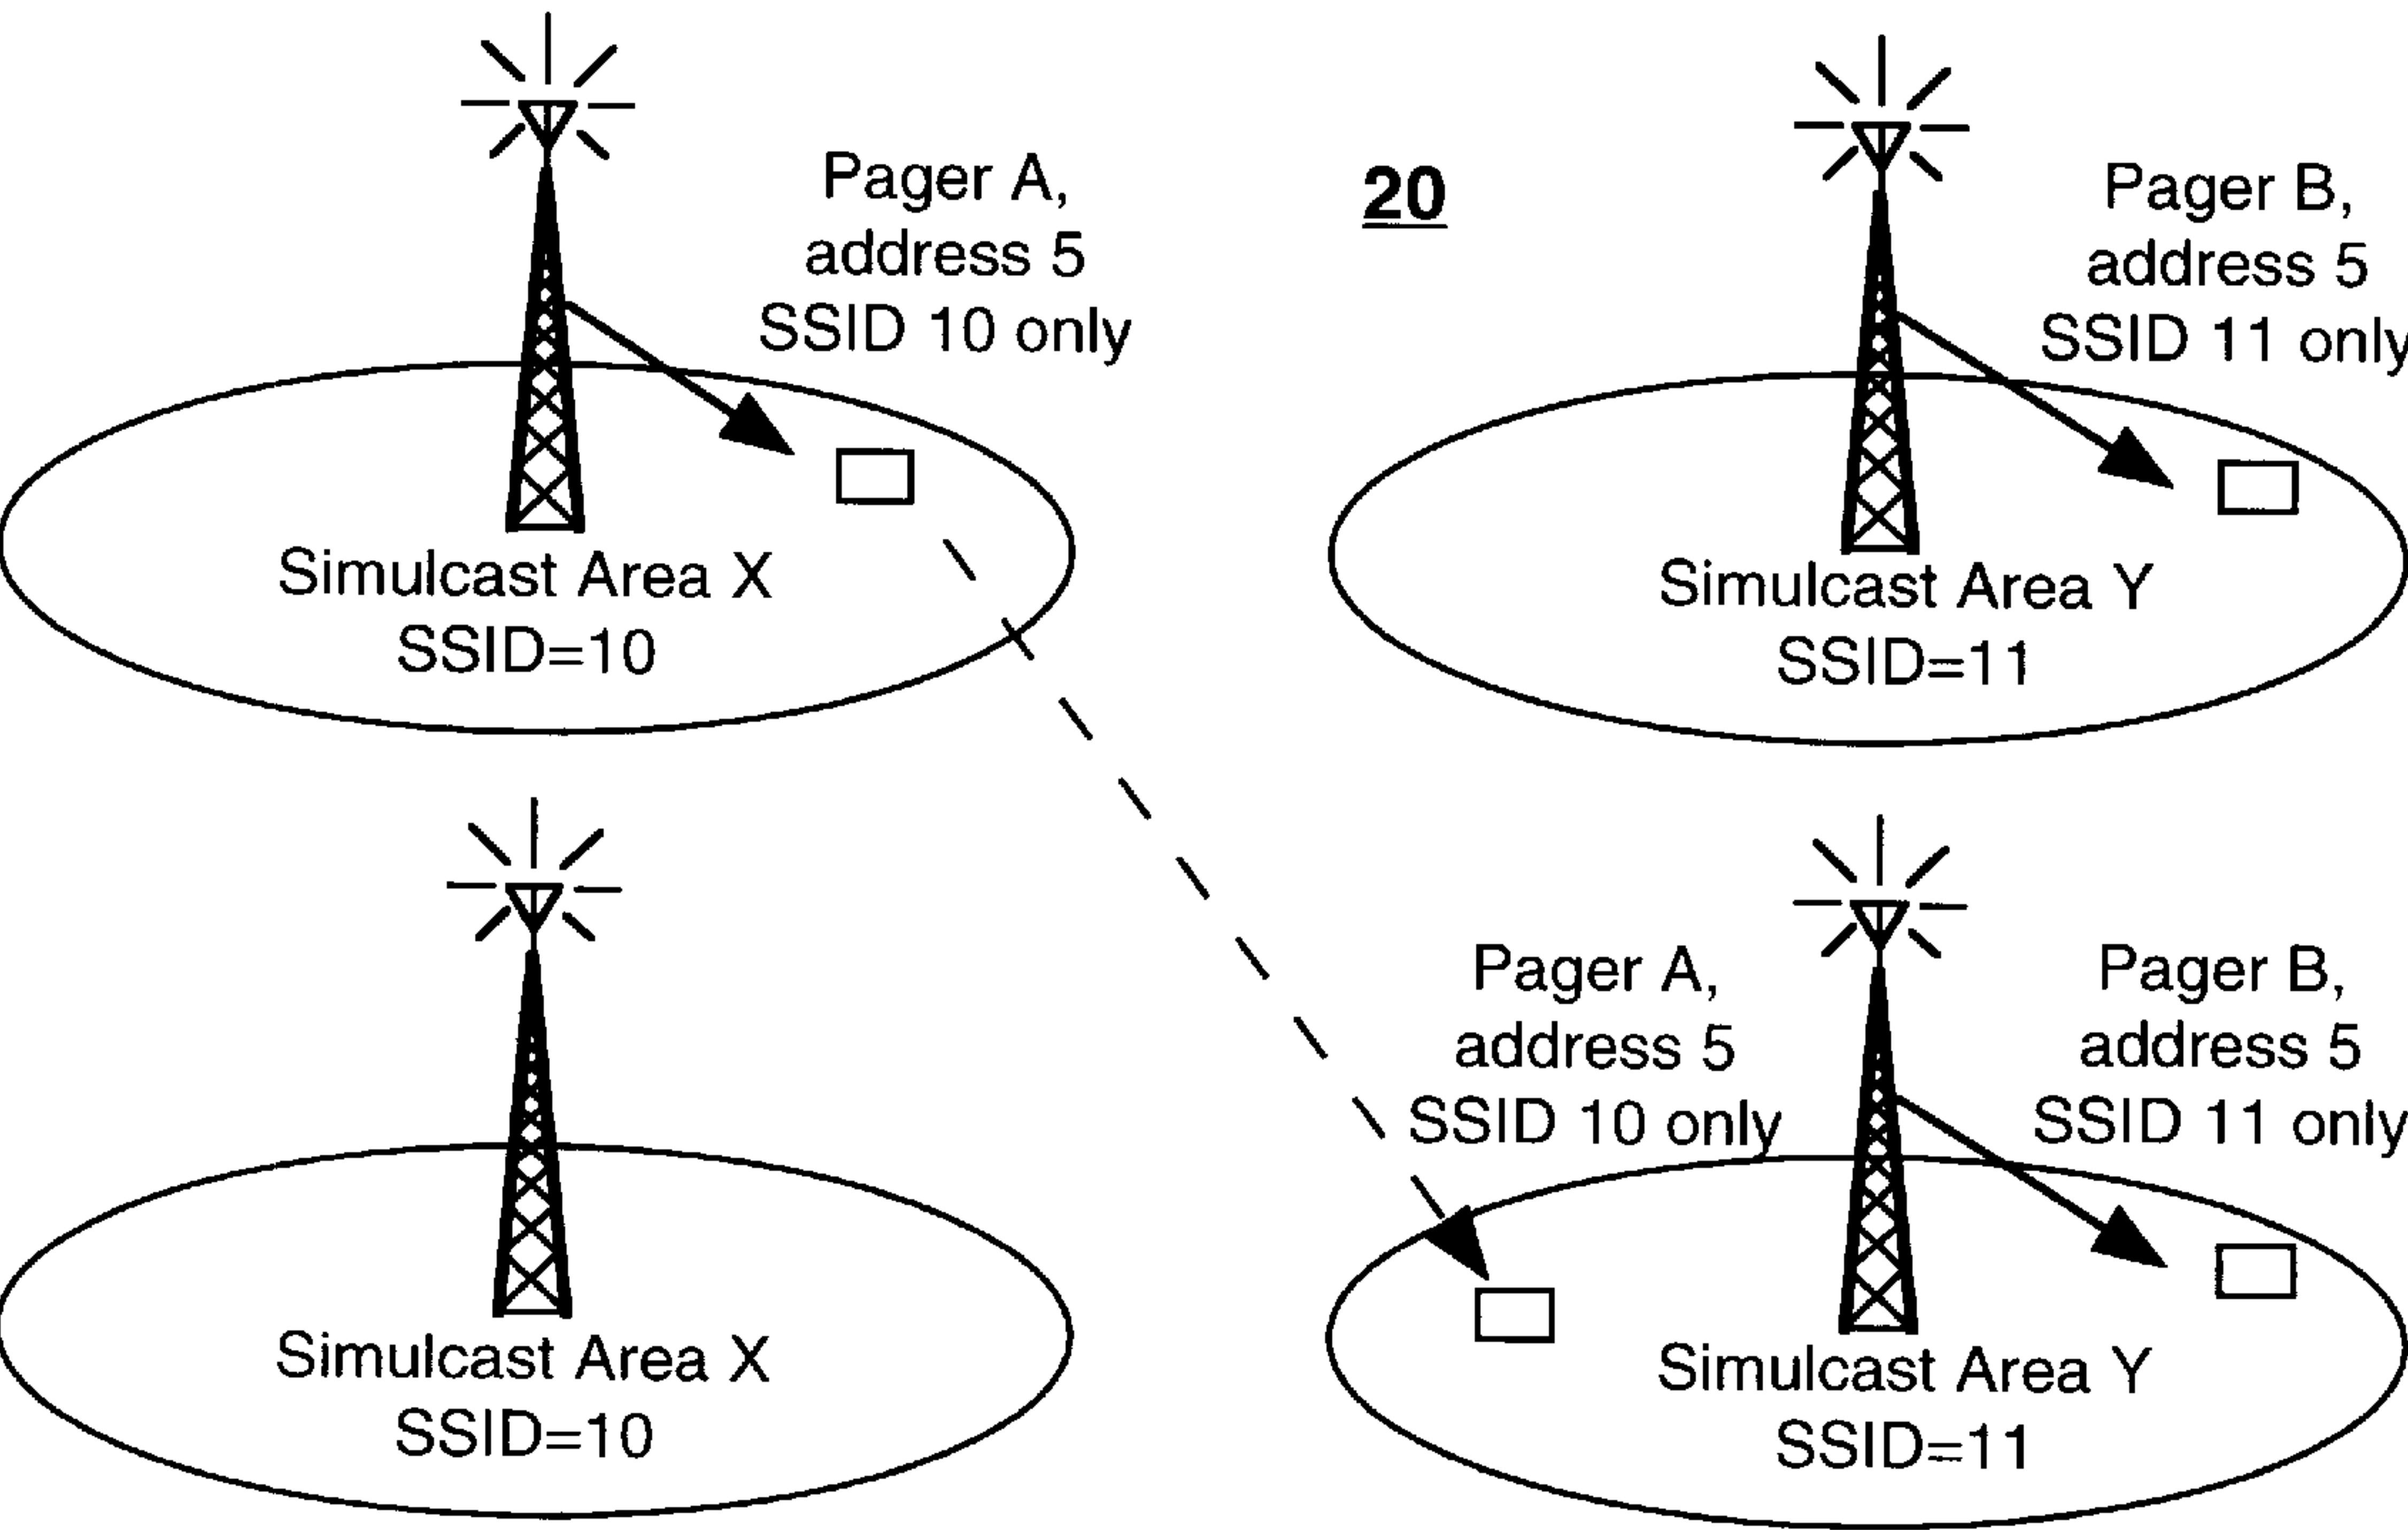 Pager A,
address 5
SSID 10 only
20
Pager B,
address 5
SSID 11 only
Simulcast Area X
SSID=10
Simulcast Area Y
SSID=11
Pager A,
address 5
SSID 10 only
Pager B,
address 5
SSID 11 only
Simulcast Area X
SSID=10
Simulcast Area Y
SSID=11